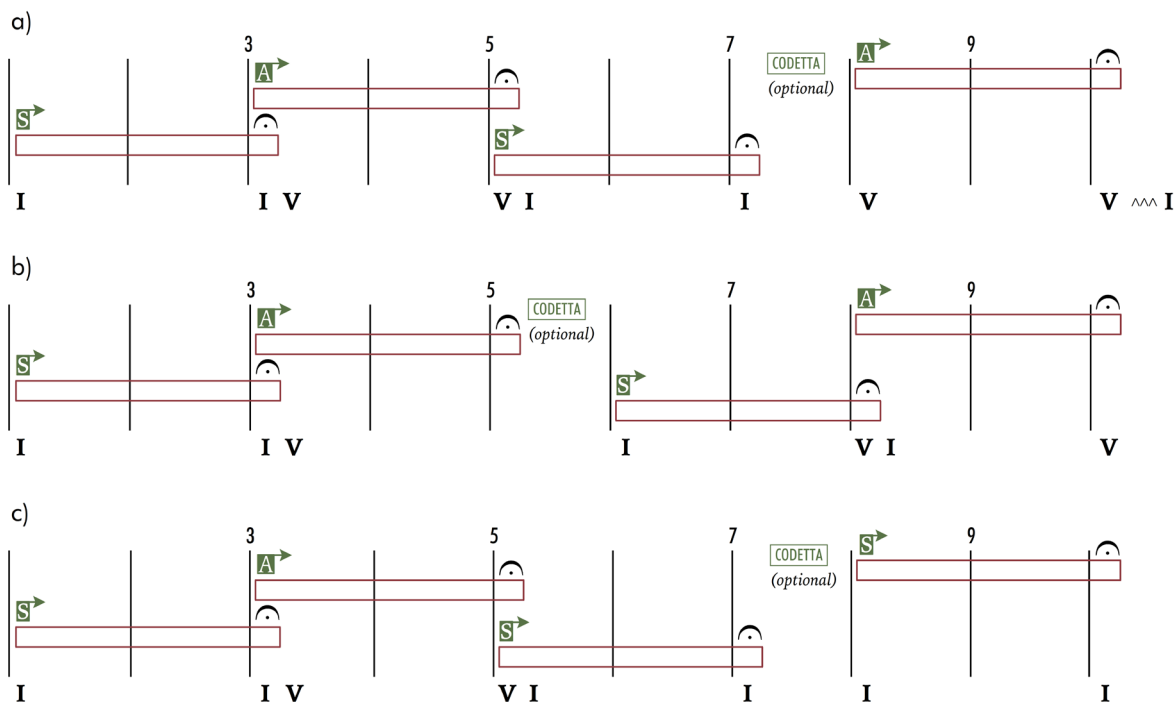 a)
3 5 7 9
A CODETTA A
(optional)
S S
I I V V I I V V ^^^ I
b)
3 5 7 9
A CODETTA A
(optional)
S S
I I V I V I V
c)
3 5 7 9
A CODETTA S
(optional)
S S
I I V V I I I I